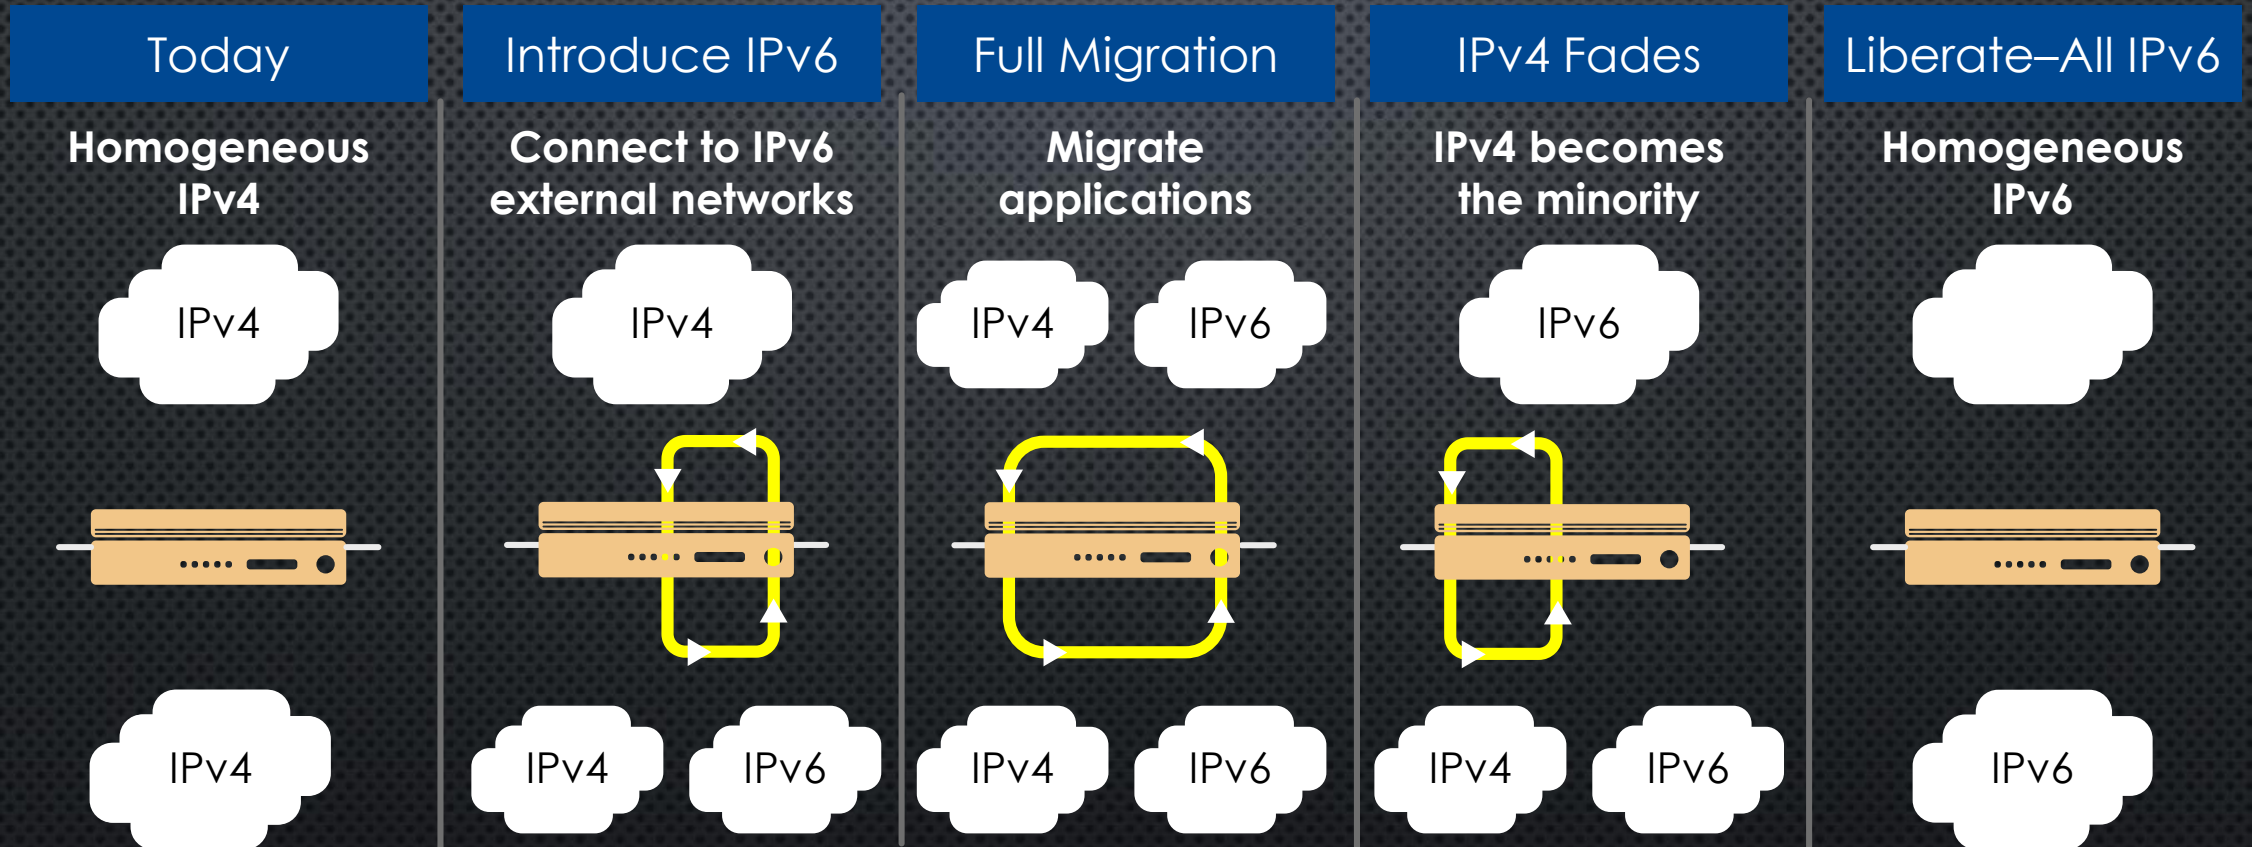 Today
Homogeneous
IPv4
IPv4
IPv4
Introduce IPv6
Connect to IPv6
external networks
IPv4
IPv4 IPv6
Full Migration
Migrate
applications
IPv4 IPv6
IPv4 IPv6
IPv4 Fades
IPv4 becomes
the minority
IPv6
IPv4 IPv6
Liberate–All IPv6
Homogeneous
IPv6
IPv6